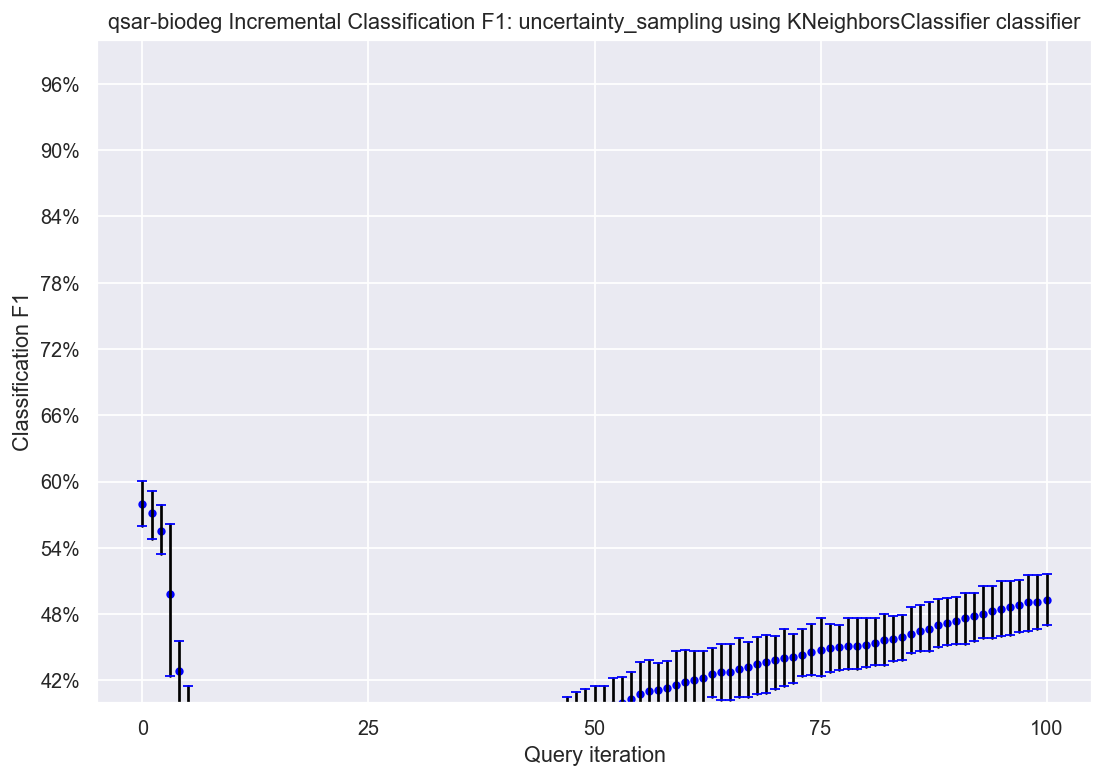 qsar-biodeg Incremental Classification F1: uncertainty_sampling using KNeighborsClassifier classifier
Classification F1
96%
90%
84%
78%
72%
66%
60%
54%
48%
42%
0 25 50 75 100
Query iteration